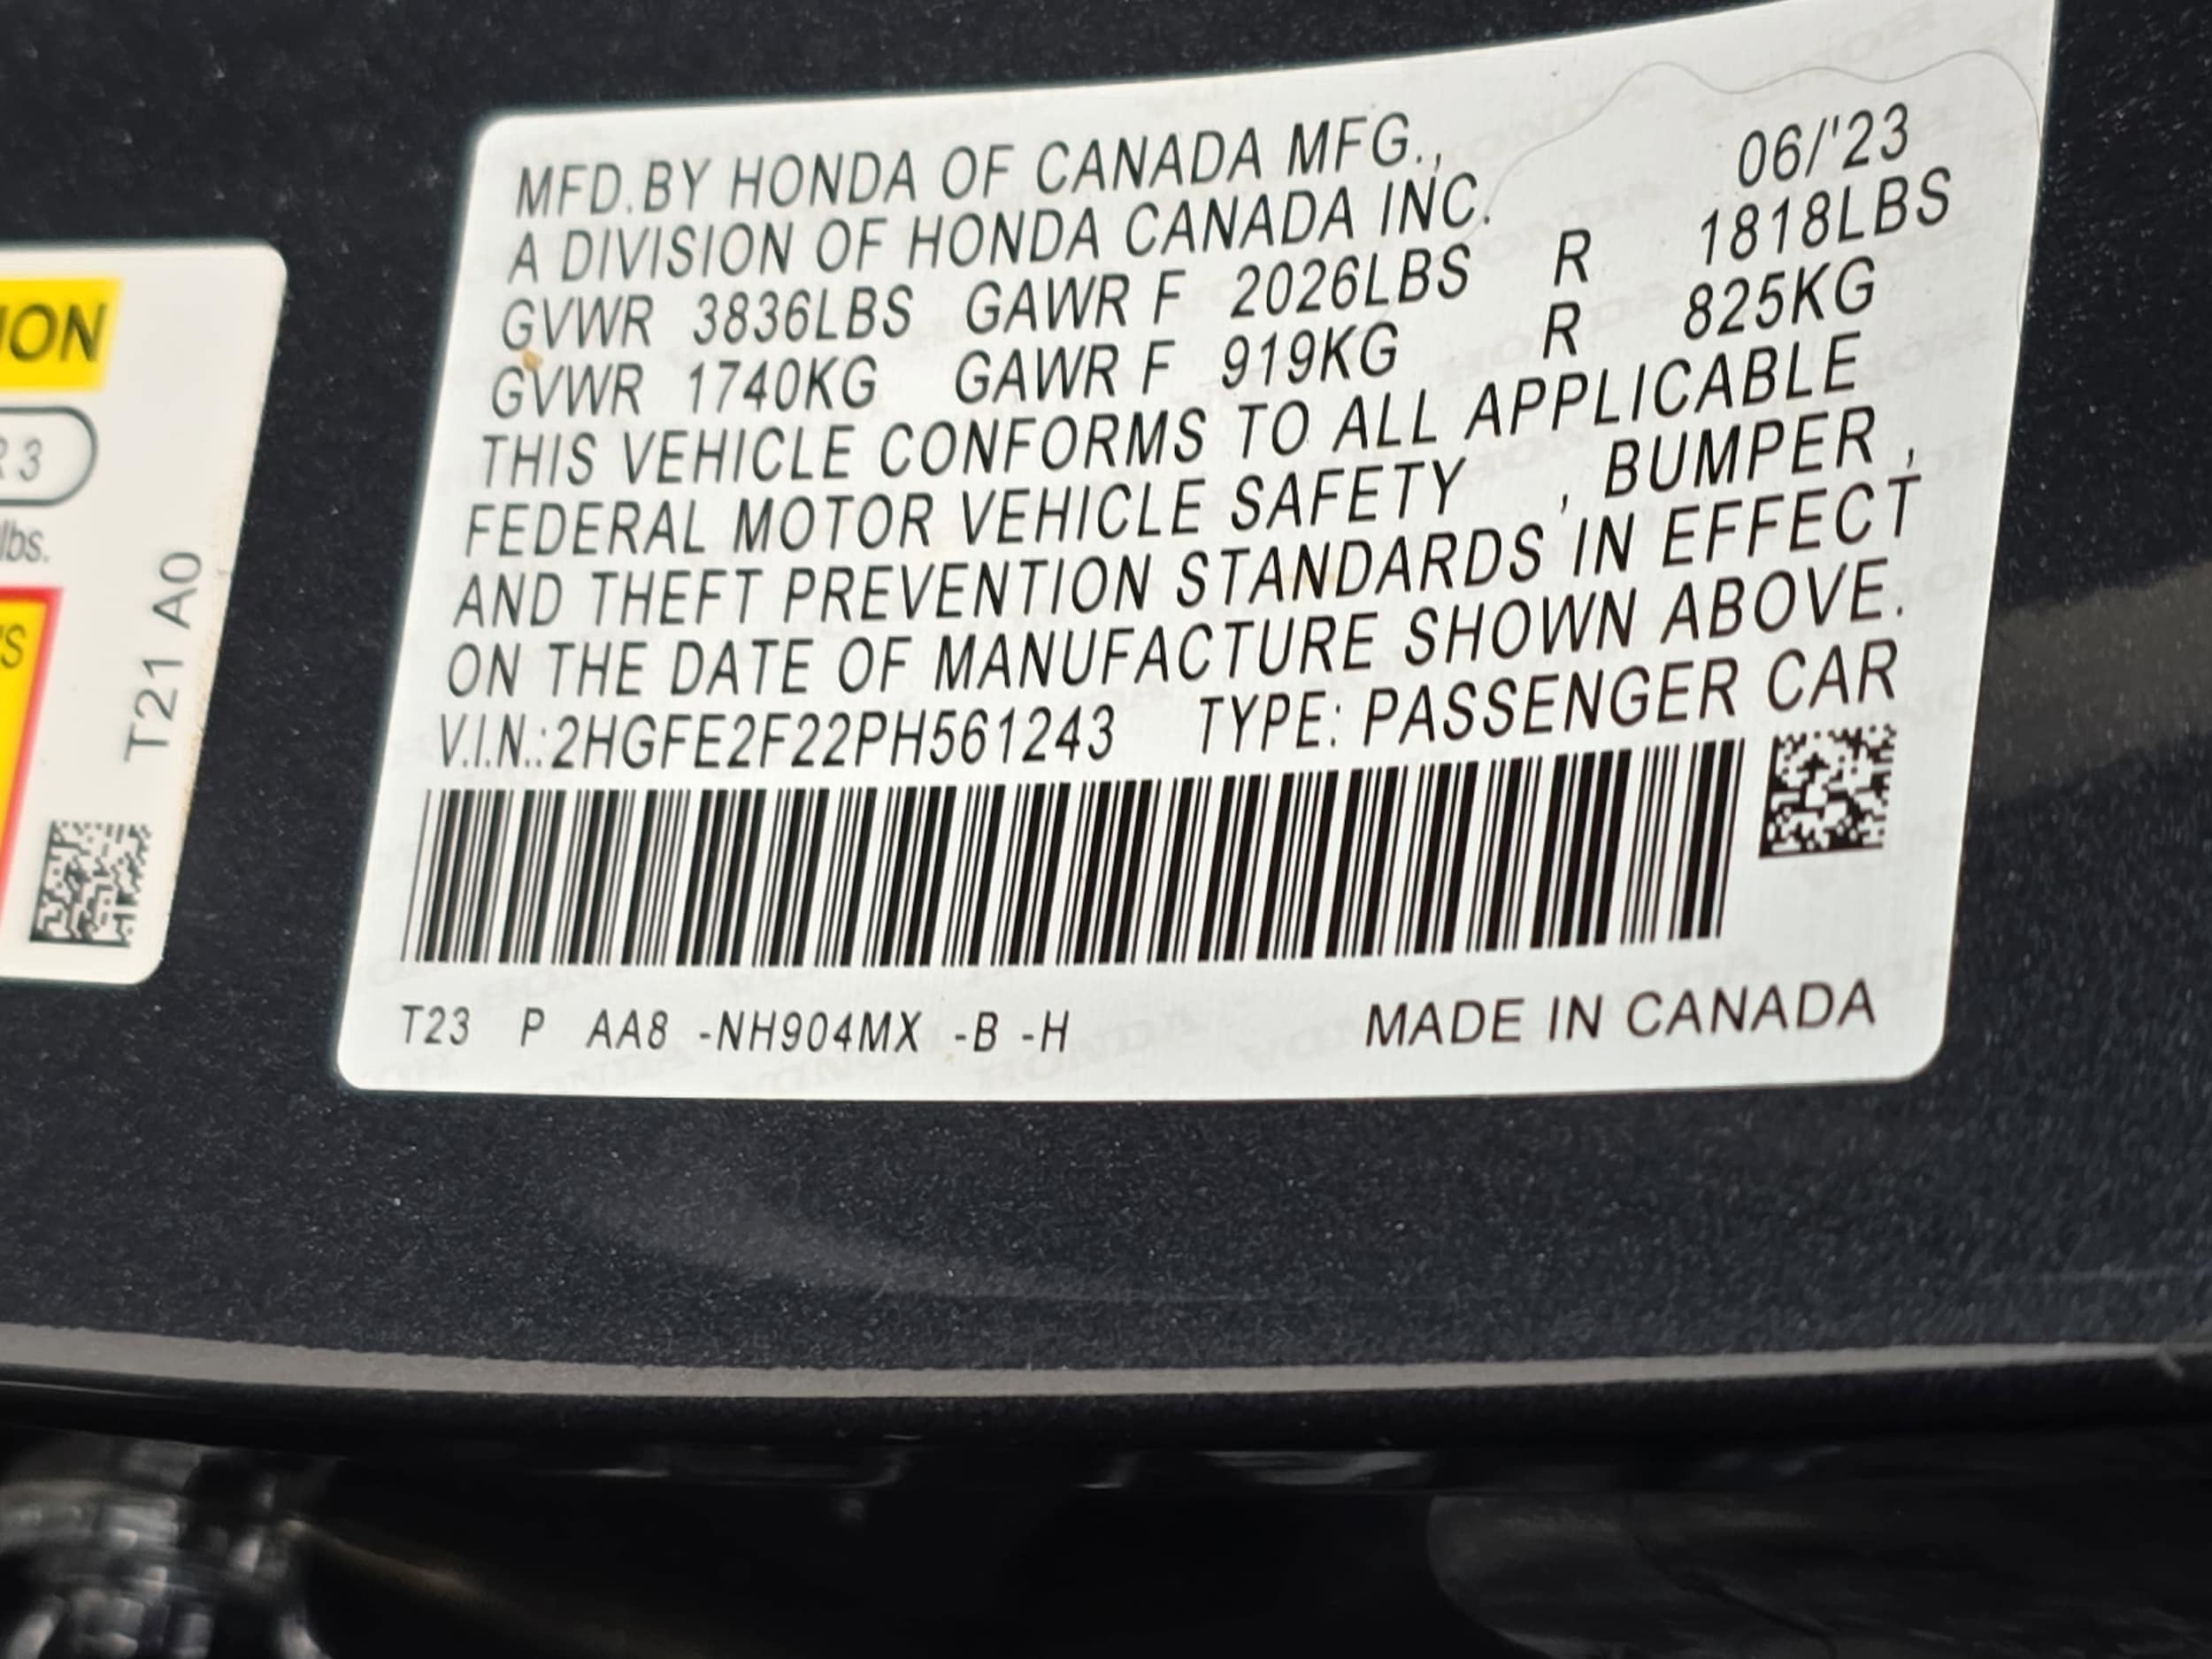 MFD.BY HONDA OF CANADA MFG., 06/'23
A DIVISION OF HONDA CANADA INC.
GVWR 3836LBS GAWR F 2026LBS R 1818LBS
GVWR 1740KG GAWR F 919KG R 825KG
THIS VEHICLE CONFORMS TO ALL APPLICABLE
FEDERAL MOTOR VEHICLE SAFETY , BUMPER ,
AND THEFT PREVENTION STANDARDS IN EFFECT
ON THE DATE OF MANUFACTURE SHOWN ABOVE.
V.I.N.:2HGFE2F22PH561243 TYPE: PASSENGER CAR
T23 P AA8 -NH904MX -B -H MADE IN CANADA
3
lbs.
T21 A0